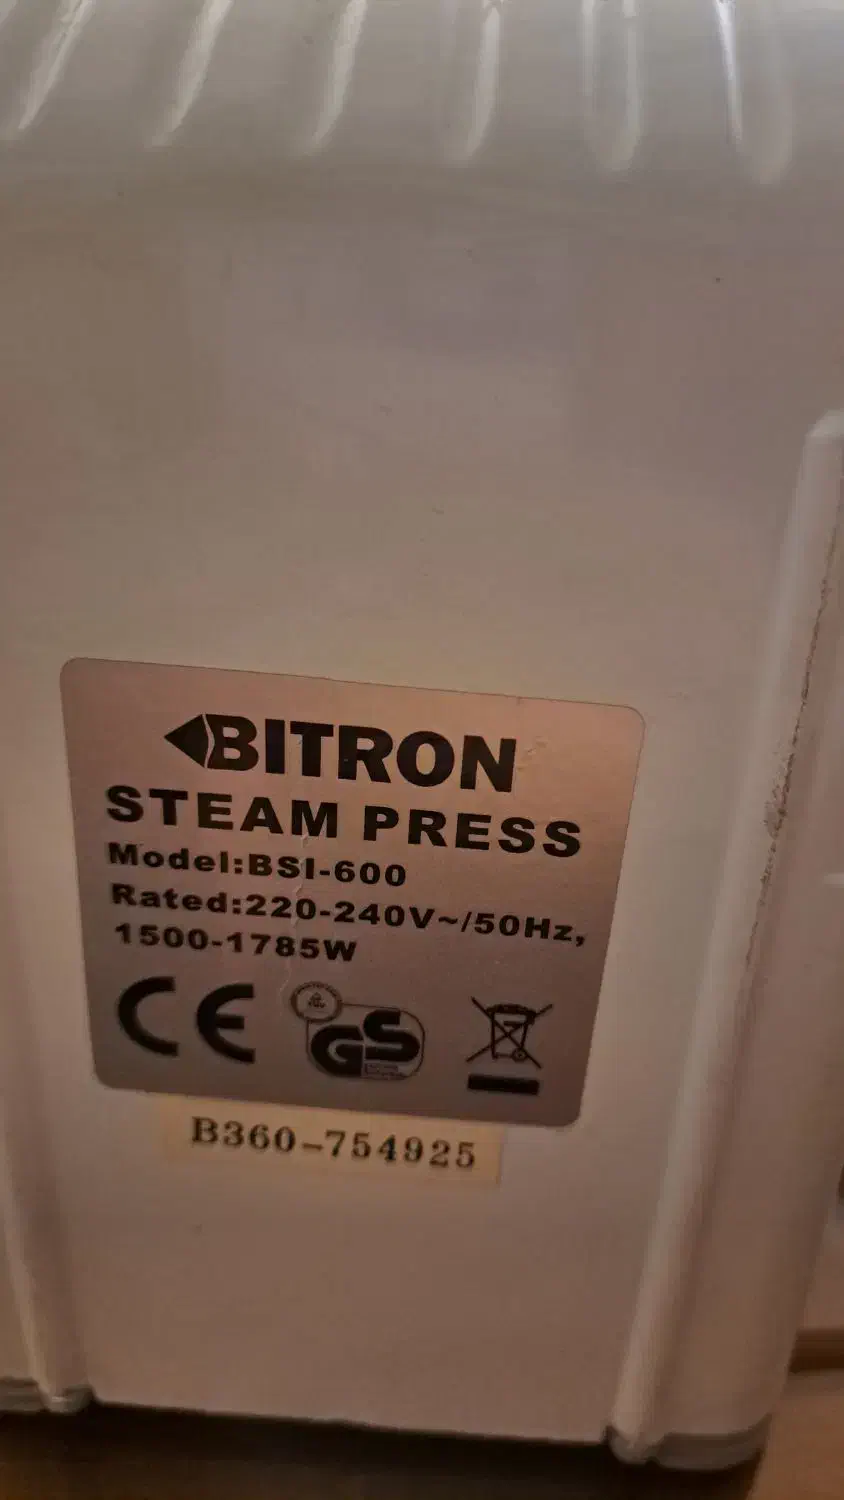 BITRON
STEAM PRESS
Model:BSI-600
Rated:220-240V~/50Hz,
1500-1785W
CE GS
B360-754925